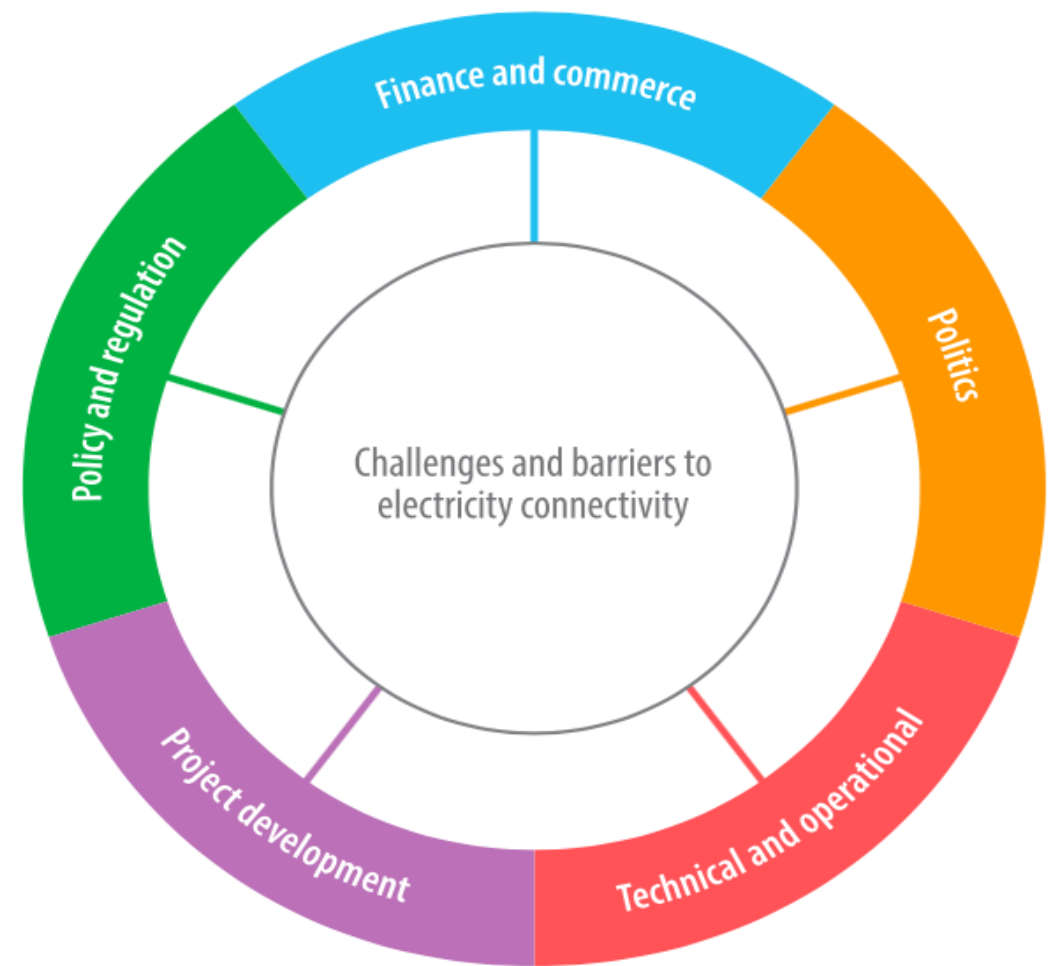 Finance and commerce
Politics
Technical and operational
Project development
Policy and regulation
Challenges and barriers to
electricity connectivity